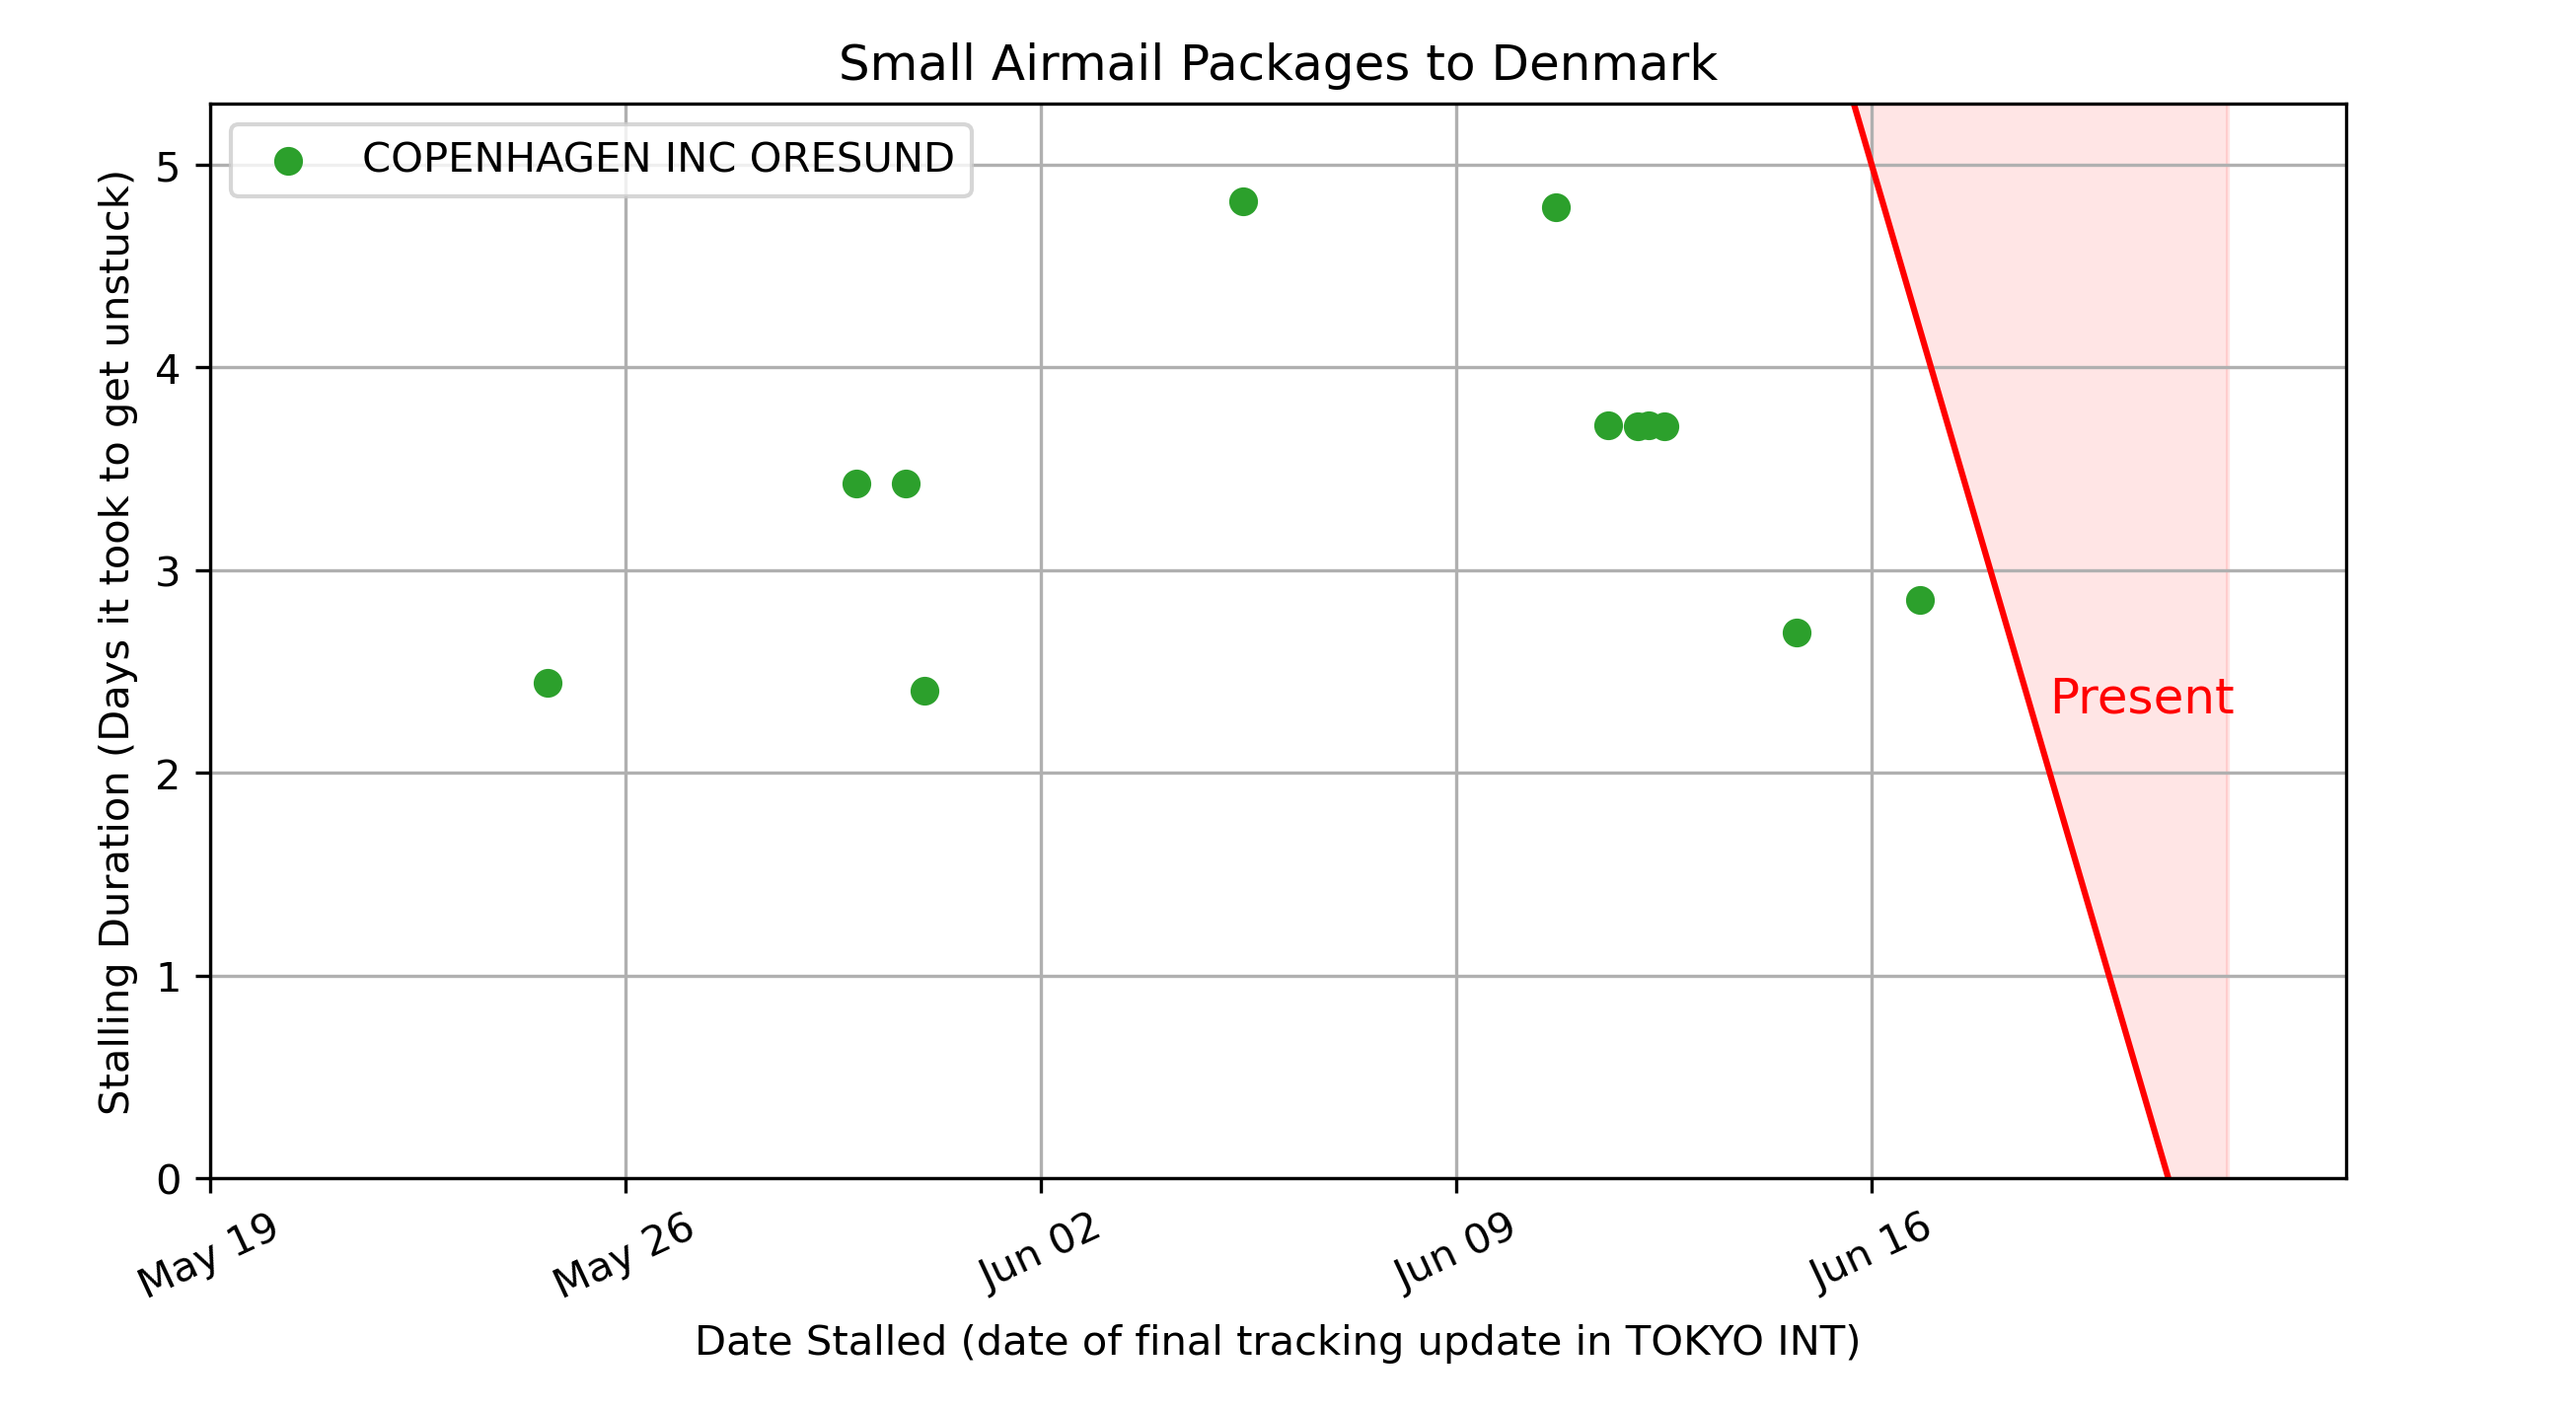 Small Airmail Packages to Denmark
COPENHAGEN INC ORESUND
Stalling Duration (Days it took to get unstuck)
5
4
3
2
1
0
Present
May 19
May 26
Jun 02
Jun 09
Jun 16
Date Stalled (date of final tracking update in TOKYO INT)